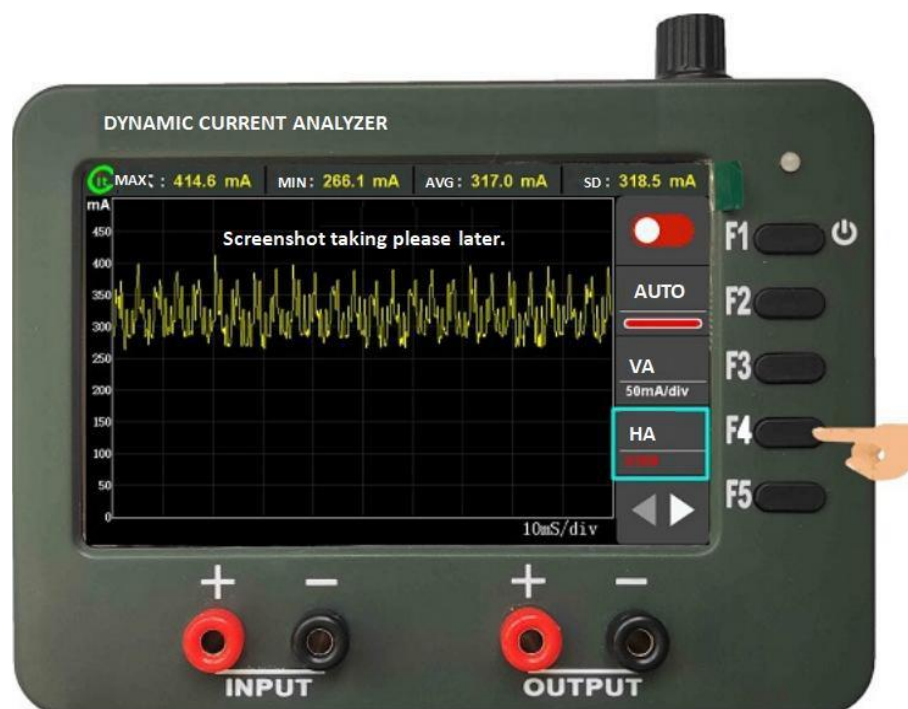 DYNAMIC CURRENT ANALYZER
It MAX: : 414.6 mA MIN: 266.1 mA AVG: 317.0 mA SD: 318.5 mA
mA
Screenshot taking please later.
450
400
350
300
250
200
150
100
50
0
10mS/div
AUTO
VA
50mA/div
HA
F1
F2
F3
F4
F5
+ − + −
INPUT OUTPUT